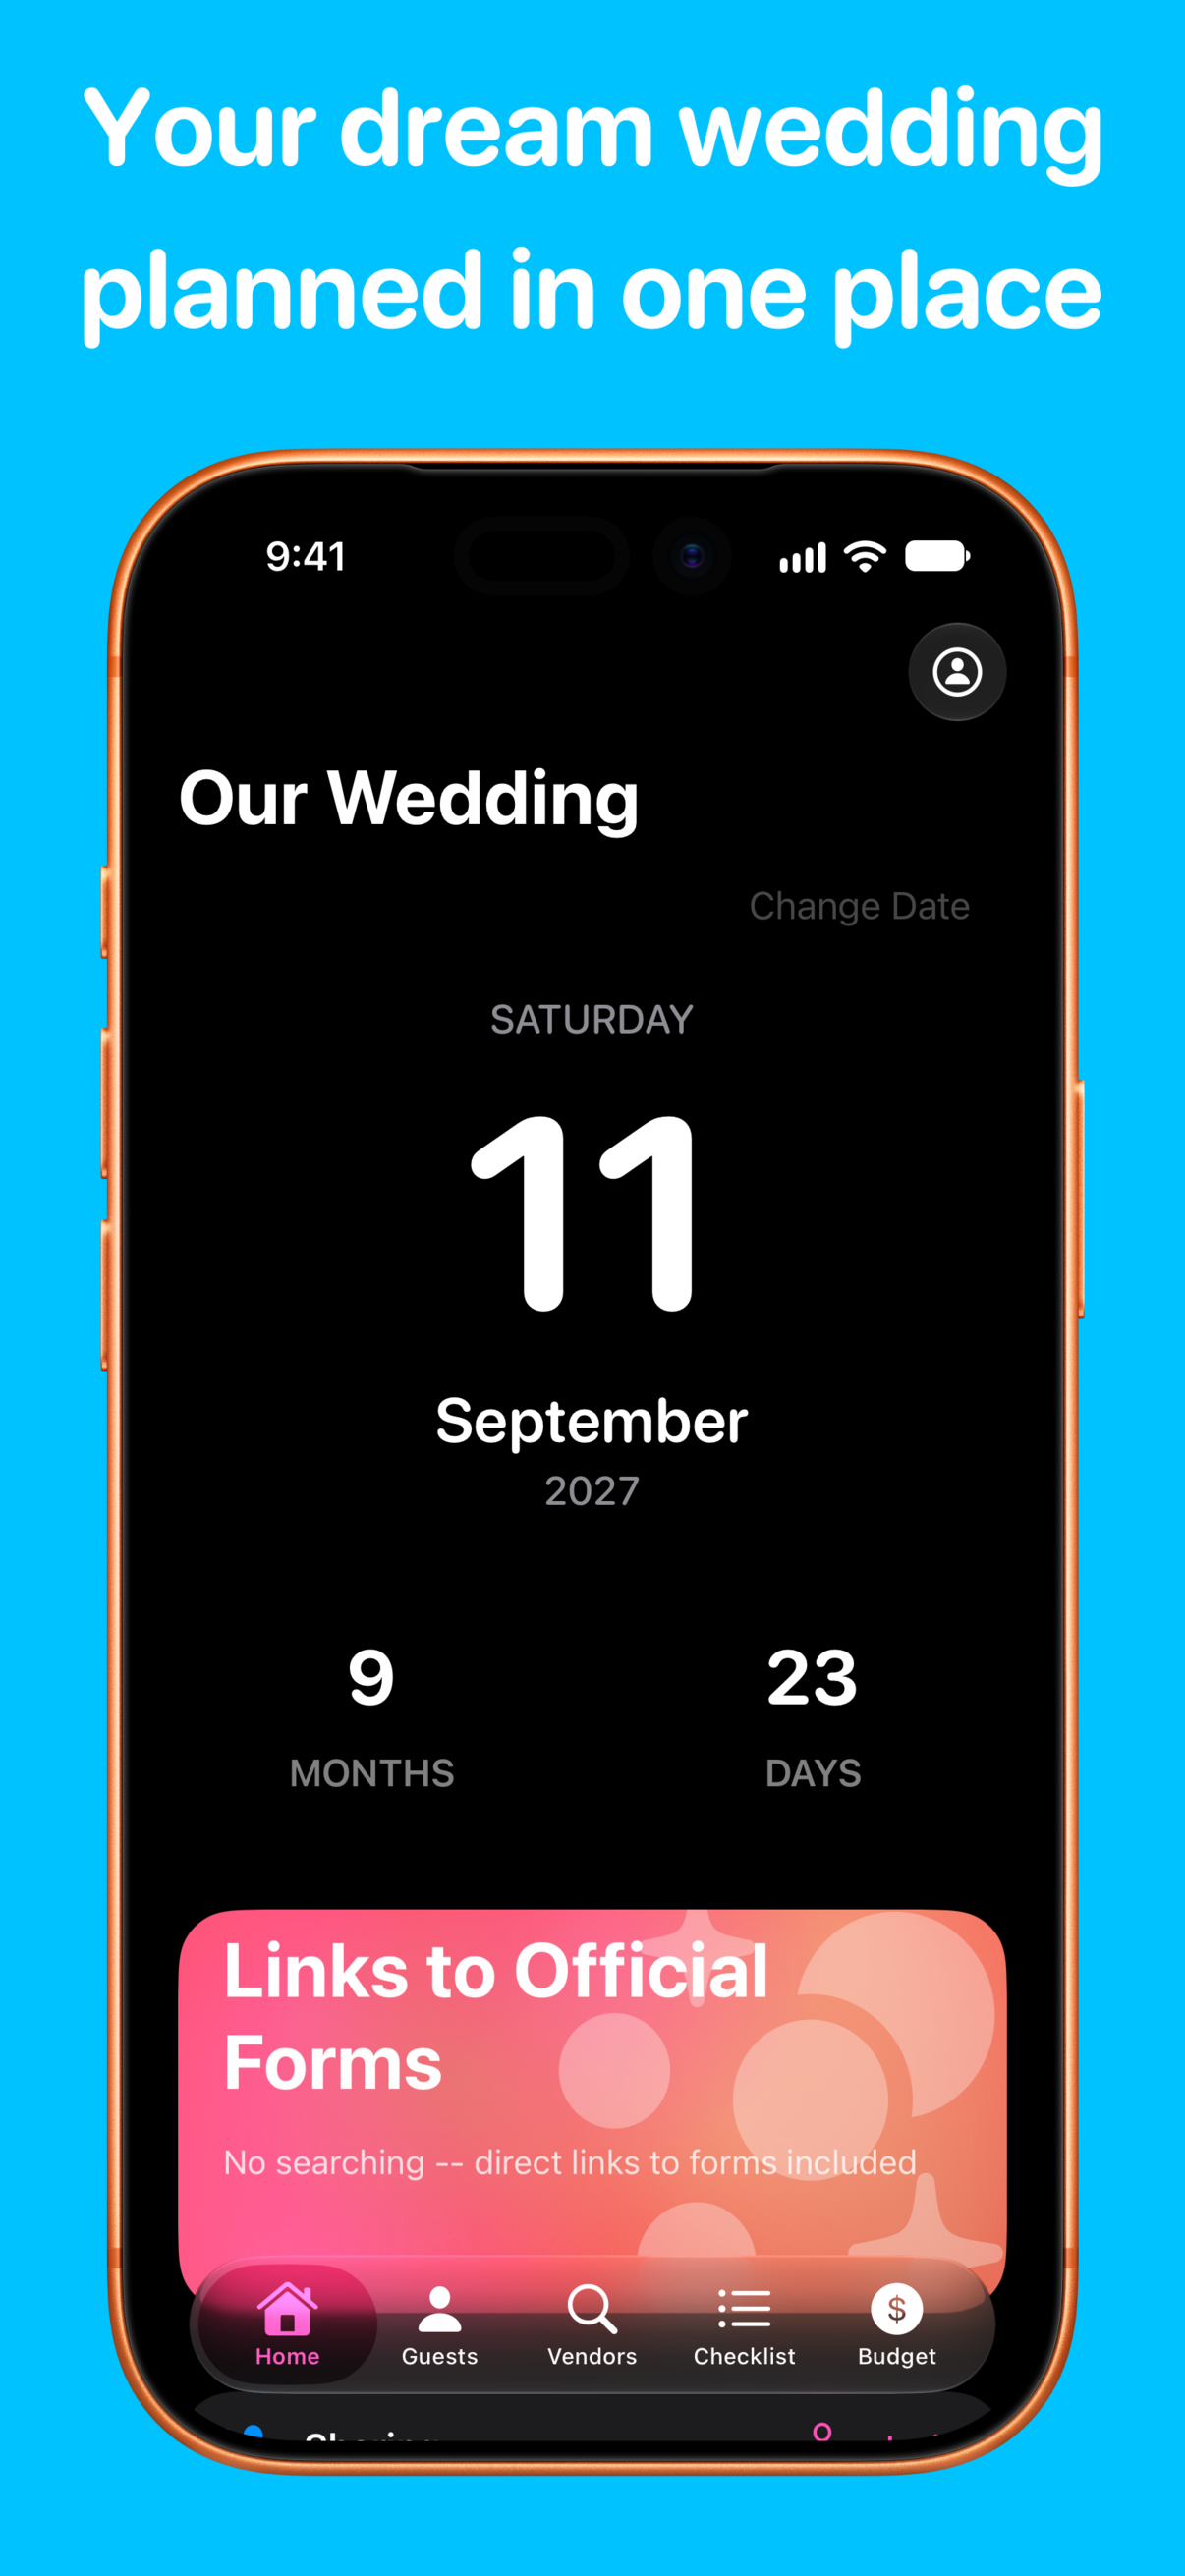 Your dream wedding
planned in one place
9:41
Our Wedding
Change Date
SATURDAY
11
September
2027
9 23
MONTHS DAYS
Links to Official
Forms
No searching -- direct links to forms included
$
Home Guests Vendors Checklist Budget